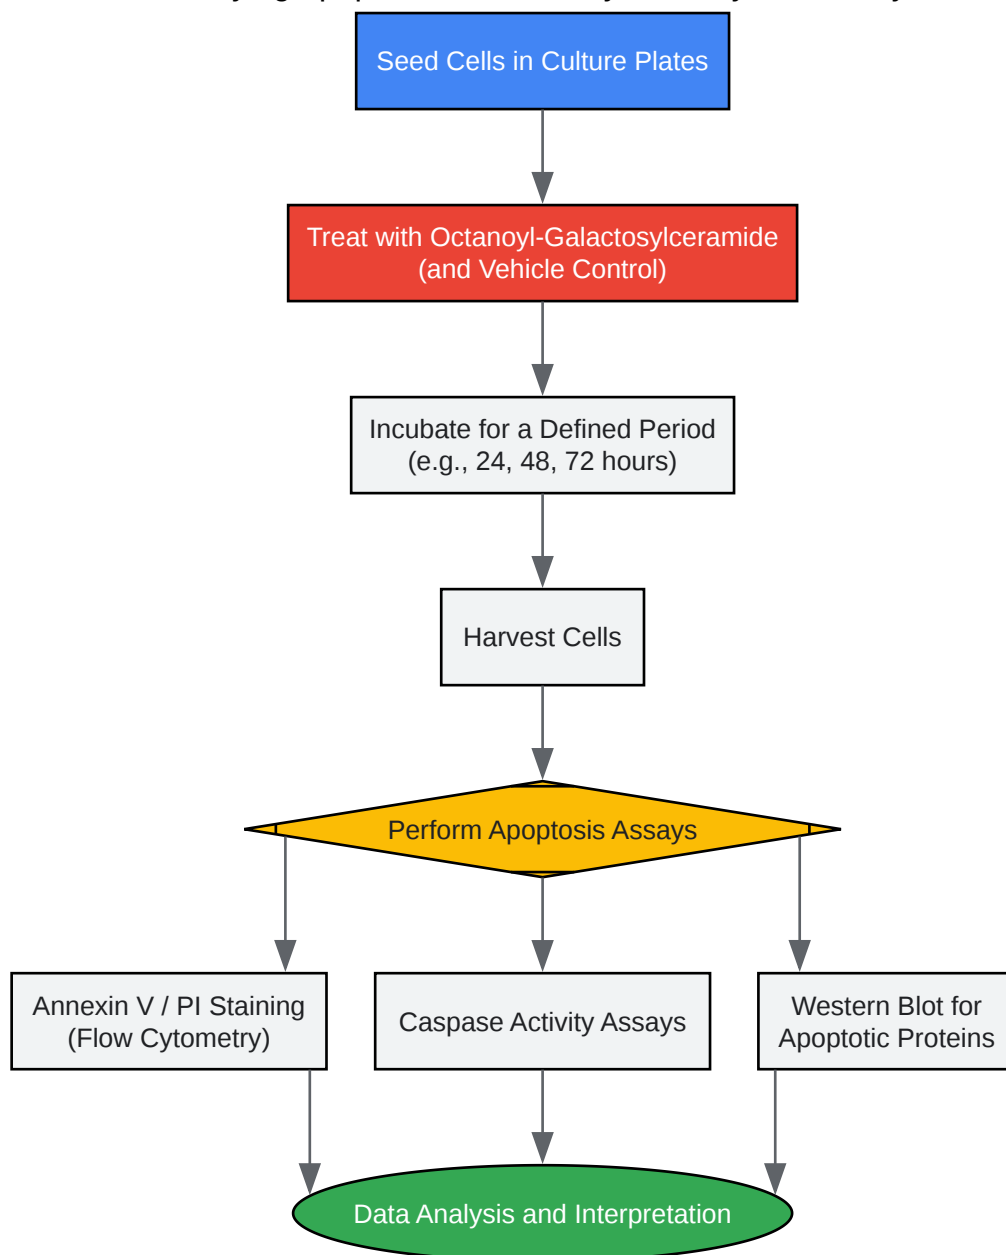 Seed Cells in Culture Plates
Treat with Octanoyl-Galactosylceramide
(and Vehicle Control)
Incubate for a Defined Period
(e.g., 24, 48, 72 hours)
Harvest Cells
Perform Apoptosis Assays
Annexin V / PI Staining
(Flow Cytometry)
Caspase Activity Assays
Western Blot for
Apoptotic Proteins
Data Analysis and Interpretation